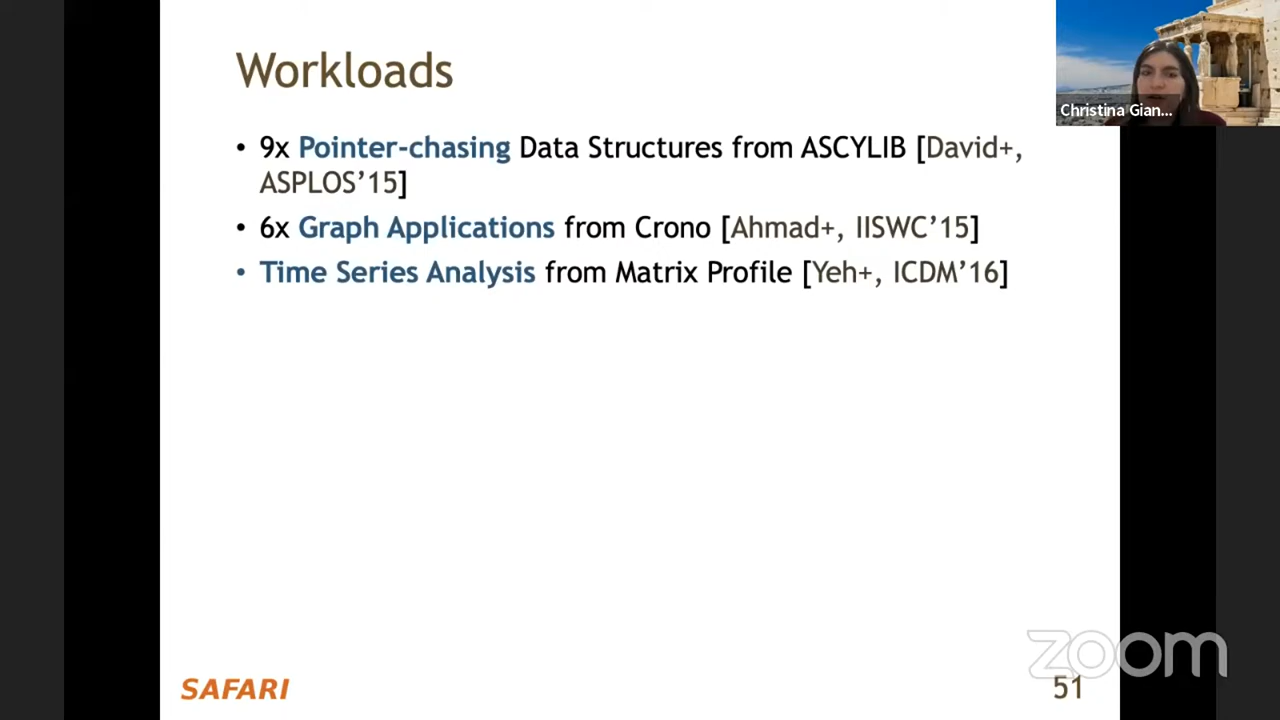 Workloads
Christina Gian...
• 9x Pointer-chasing Data Structures from ASCYLIB [David+,
ASPLOS’15]
• 6x Graph Applications from Crono [Ahmad+, IISWC’15]
• Time Series Analysis from Matrix Profile [Yeh+, ICDM’16]
zoom
SAFARI
51